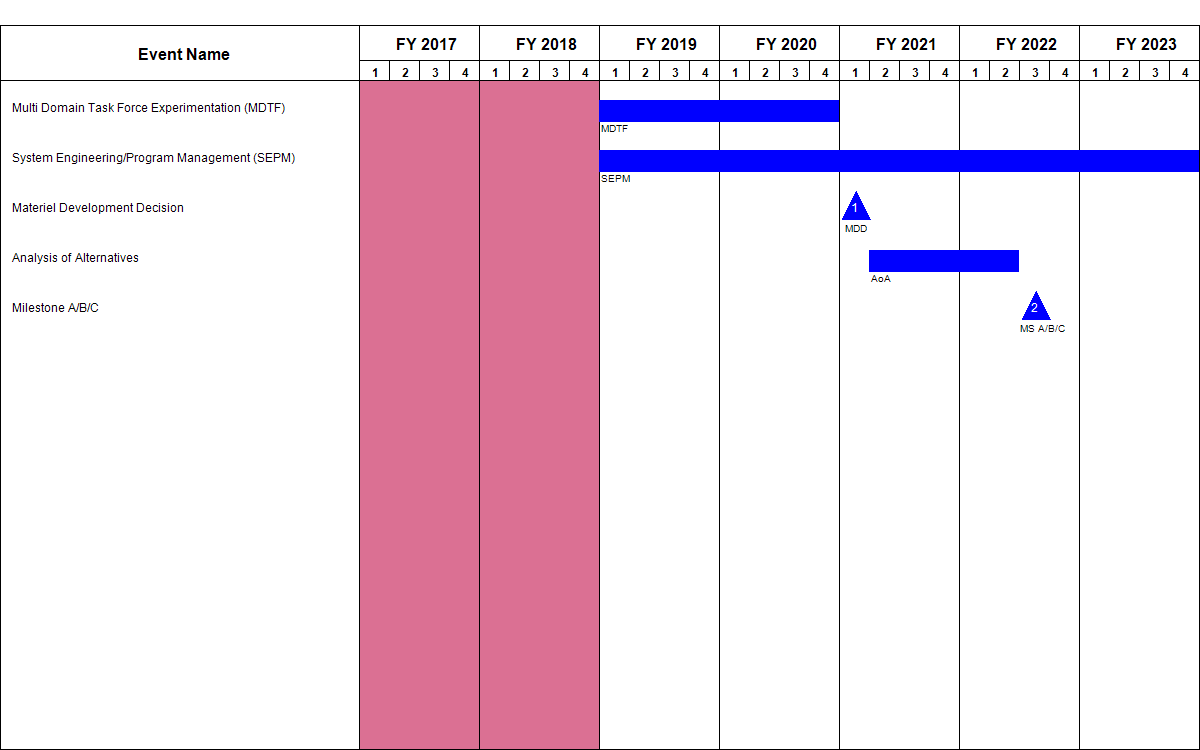 Event Name
FY 2017 FY 2018 FY 2019 FY 2020 FY 2021 FY 2022 FY 2023
1 2 3 4 1 2 3 4 1 2 3 4 1 2 3 4 1 2 3 4 1 2 3 4 1 2 3 4
Multi Domain Task Force Experimentation (MDTF)
MDTF
System Engineering/Program Management (SEPM)
SEPM
Materiel Development Decision
1
MDD
Analysis of Alternatives
AoA
Milestone A/B/C
2
MS A/B/C